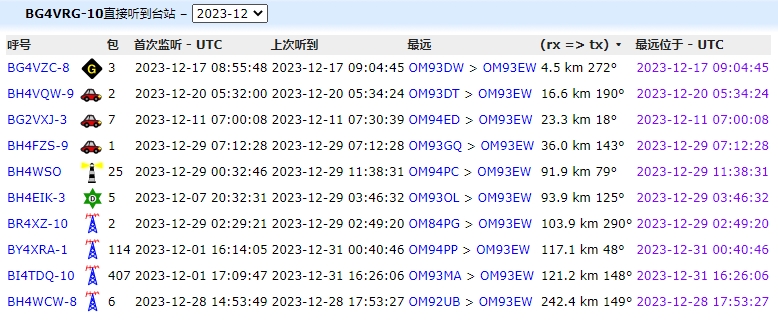 BG4VRG-10直接听到台站 – 2023-12
呼号 包 首次监听 - UTC 上次听到 最远 (rx => tx) 最远位于 - UTC
BG4VZC-8 G 3 2023-12-17 08:55:48 2023-12-17 09:04:45 OM93DW > OM93EW 4.5 km 272° 2023-12-17 09:04:45
BH4VQW-9 2 2023-12-20 05:32:00 2023-12-20 05:34:24 OM93DT > OM93EW 16.6 km 190° 2023-12-20 05:34:24
BG2VXJ-3 7 2023-12-11 07:00:08 2023-12-11 07:30:39 OM94ED > OM93EW 23.3 km 18° 2023-12-11 07:00:08
BH4FZS-9 1 2023-12-29 07:12:28 2023-12-29 07:12:28 OM93GQ > OM93EW 36.0 km 143° 2023-12-29 07:12:28
BH4WSO 25 2023-12-29 00:32:46 2023-12-29 11:38:31 OM94PC > OM93EW 91.9 km 79° 2023-12-29 11:38:31
BH4EIK-3 D 5 2023-12-07 20:32:31 2023-12-29 03:46:32 OM93OL > OM93EW 93.9 km 125° 2023-12-29 03:46:32
BR4XZ-10 2 2023-12-29 02:29:21 2023-12-29 02:49:20 OM84PG > OM93EW 103.9 km 290° 2023-12-29 02:49:20
BY4XRA-1 114 2023-12-01 16:14:05 2023-12-31 00:40:46 OM94PP > OM93EW 117.1 km 48° 2023-12-31 00:40:46
BI4TDQ-10 407 2023-12-01 17:09:47 2023-12-31 16:26:06 OM93MA > OM93EW 121.2 km 148° 2023-12-31 16:26:06
BH4WCW-8 6 2023-12-28 14:53:49 2023-12-28 17:53:27 OM92UB > OM93EW 242.4 km 149° 2023-12-28 17:53:27